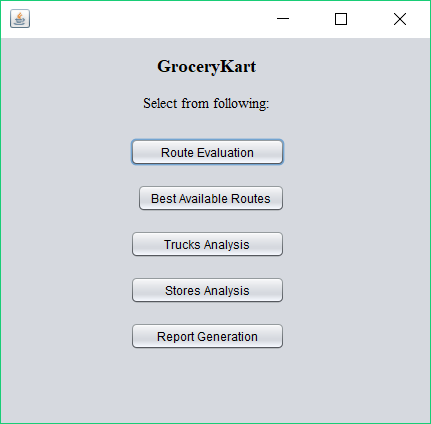 GroceryKart
Select from following:
Route Evaluation
Best Available Routes
Trucks Analysis
Stores Analysis
Report Generation